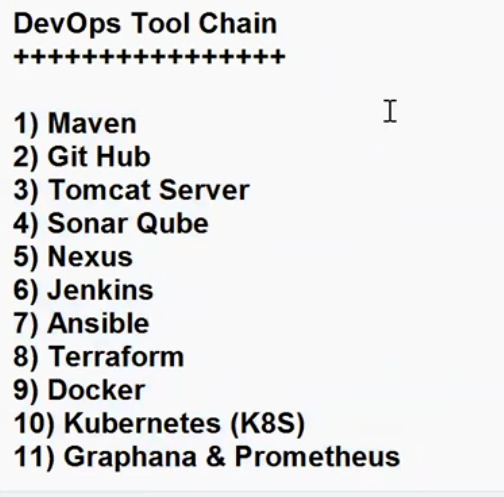 DevOps Tool Chain
++++++++++++++++
1) Maven
2) Git Hub
3) Tomcat Server
4) Sonar Qube
5) Nexus
6) Jenkins
7) Ansible
8) Terraform
9) Docker
10) Kubernetes (K8S)
11) Graphana & Prometheus